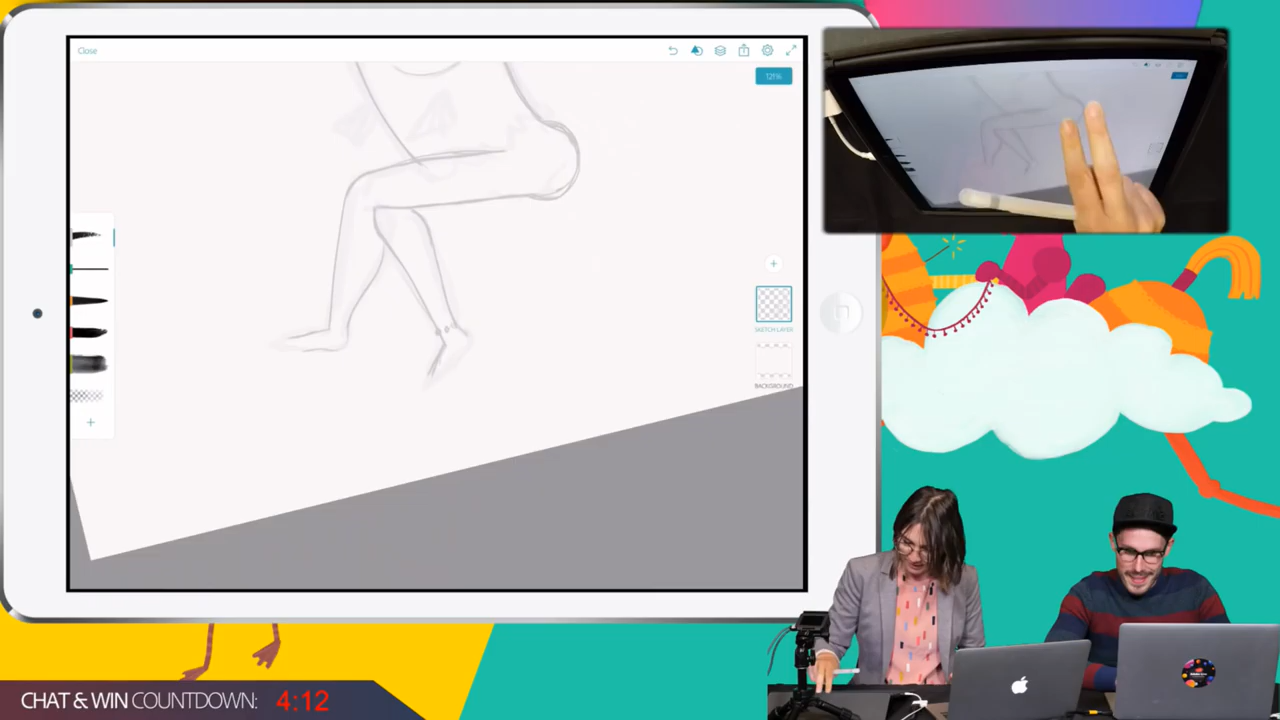 Close
121%
SKETCH LAYER
BACKGROUND
CHAT & WIN COUNTDOWN: 4:12